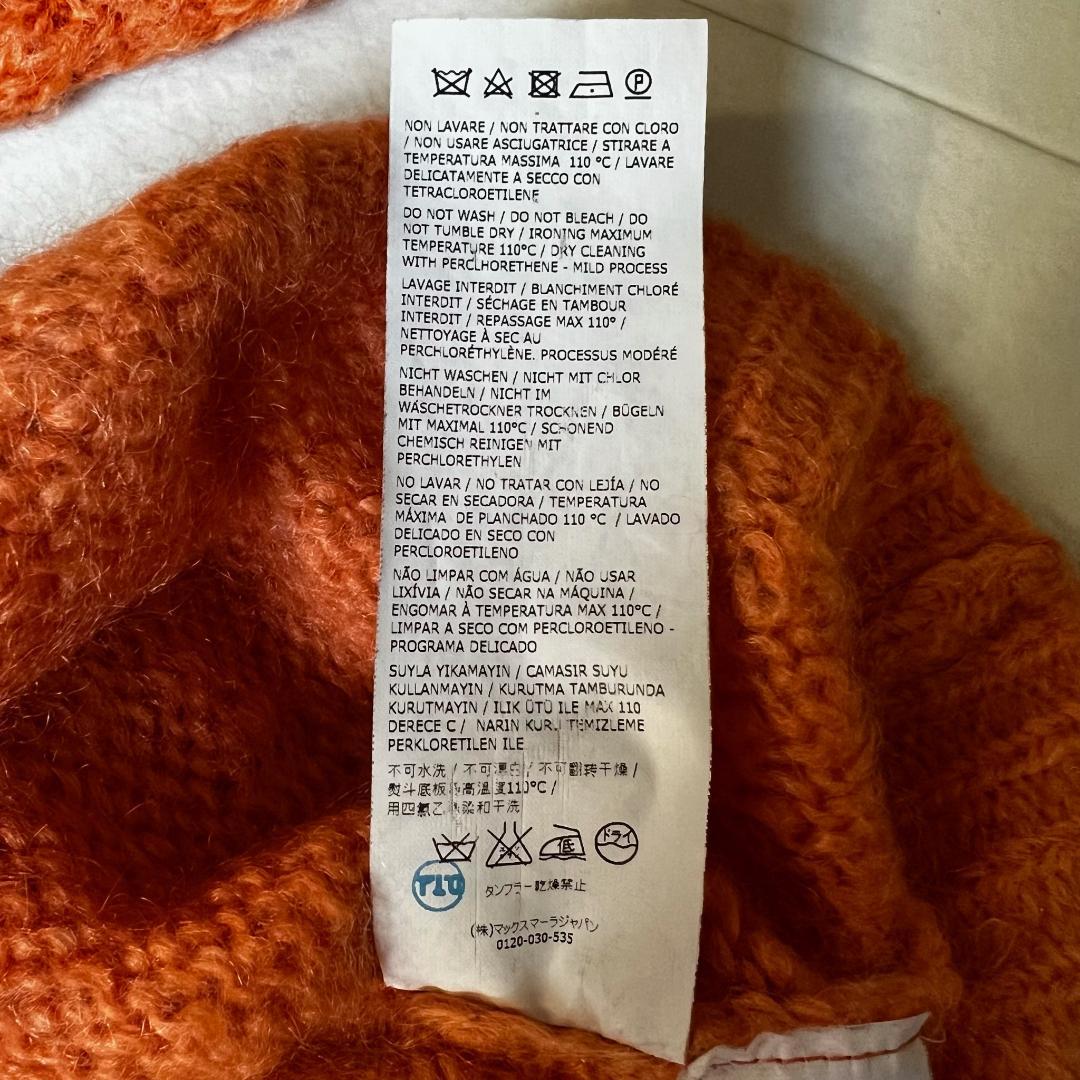 P
NON LAVARE / NON TRATTARE CON CLORO
/ NON USARE ASCIUGATRICE / STIRARE A
TEMPERATURA MASSIMA 110 °C / LAVARE
DELICATAMENTE A SECCO CON
TETRACLOROETILENE
DO NOT WASH / DO NOT BLEACH / DO
NOT TUMBLE DRY / IRONING MAXIMUM
TEMPERATURE 110°C / DRY CLEANING
WITH PERCLHORETHENE - MILD PROCESS
LAVAGE INTERDIT / BLANCHIMENT CHLORÉ
INTERDIT / SÉCHAGE EN TAMBOUR
INTERDIT / REPASSAGE MAX 110° /
NETTOYAGE À SEC AU
PERCHLORÉTHYLÈNE. PROCESSUS MODÉRÉ
NICHT WASCHEN / NICHT MIT CHLOR
BEHANDELN / NICHT IM
WÄSCHETROCKNER TROCKNEN / BÜGELN
MIT MAXIMAL 110°C / SCHONEND
CHEMISCH REINIGEN MIT
PERCHLORETHYLEN
NO LAVAR / NO TRATAR CON LEJÍA / NO
SECAR EN SECADORA / TEMPERATURA
MÁXIMA DE PLANCHADO 110 °C / LAVADO
DELICADO EN SECO CON
PERCLOROETILENO
NÃO LIMPAR COM ÁGUA / NÃO USAR
LIXÍVIA / NÃO SECAR NA MÁQUINA /
ENGOMAR À TEMPERATURA MAX 110°C /
LIMPAR A SECO COM PERCLOROETILENO -
PROGRAMA DELICADO
SUYLA YIKAMAYIN / CAMASIR SUYU
KULLANMAYIN / KURUTMA TAMBURUNDA
KURUTMAYIN / ILIK ÜTÜ ILE MAX 110
DERECE C / NARIN KURU TEMIZLEME
PERKLORETILEN ILE
不可水洗 / 不可漂白 / 不可翻转干燥 /
熨斗底板最高温度110°C /
用四氯乙烯柔和干洗
低 ドライ
タンブラー乾燥禁止
(株)マックスマーラジャパン
0120-030-535